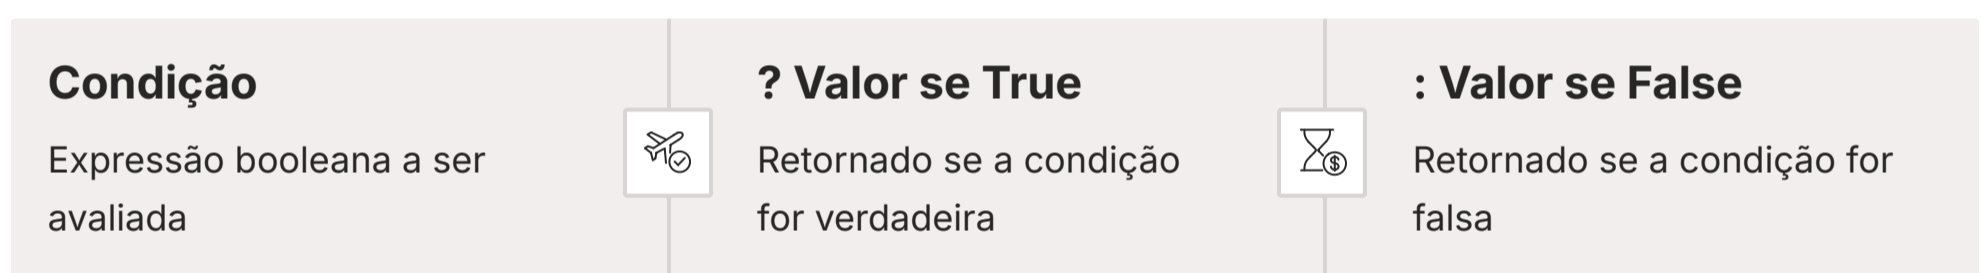 Condição
Expressão booleana a ser
avaliada
? Valor se True
Retornado se a condição
for verdadeira
$
: Valor se False
Retornado se a condição for
falsa